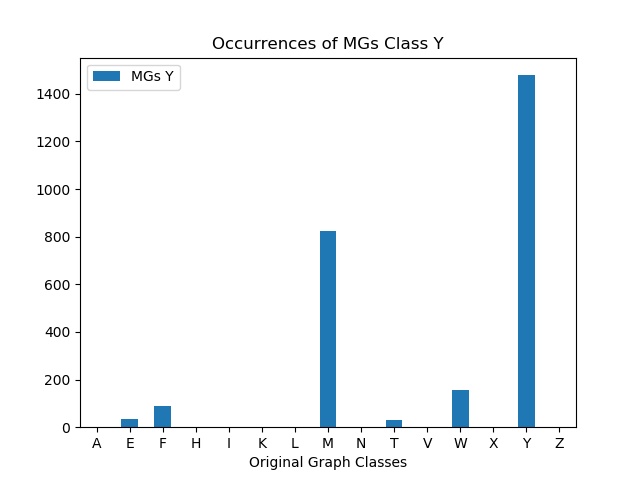 Occurrences of MGs Class Y
MGs Y
1400
1200
1000
800
600
400
200
0
A E F H I K L M N T V W X Y Z
Original Graph Classes